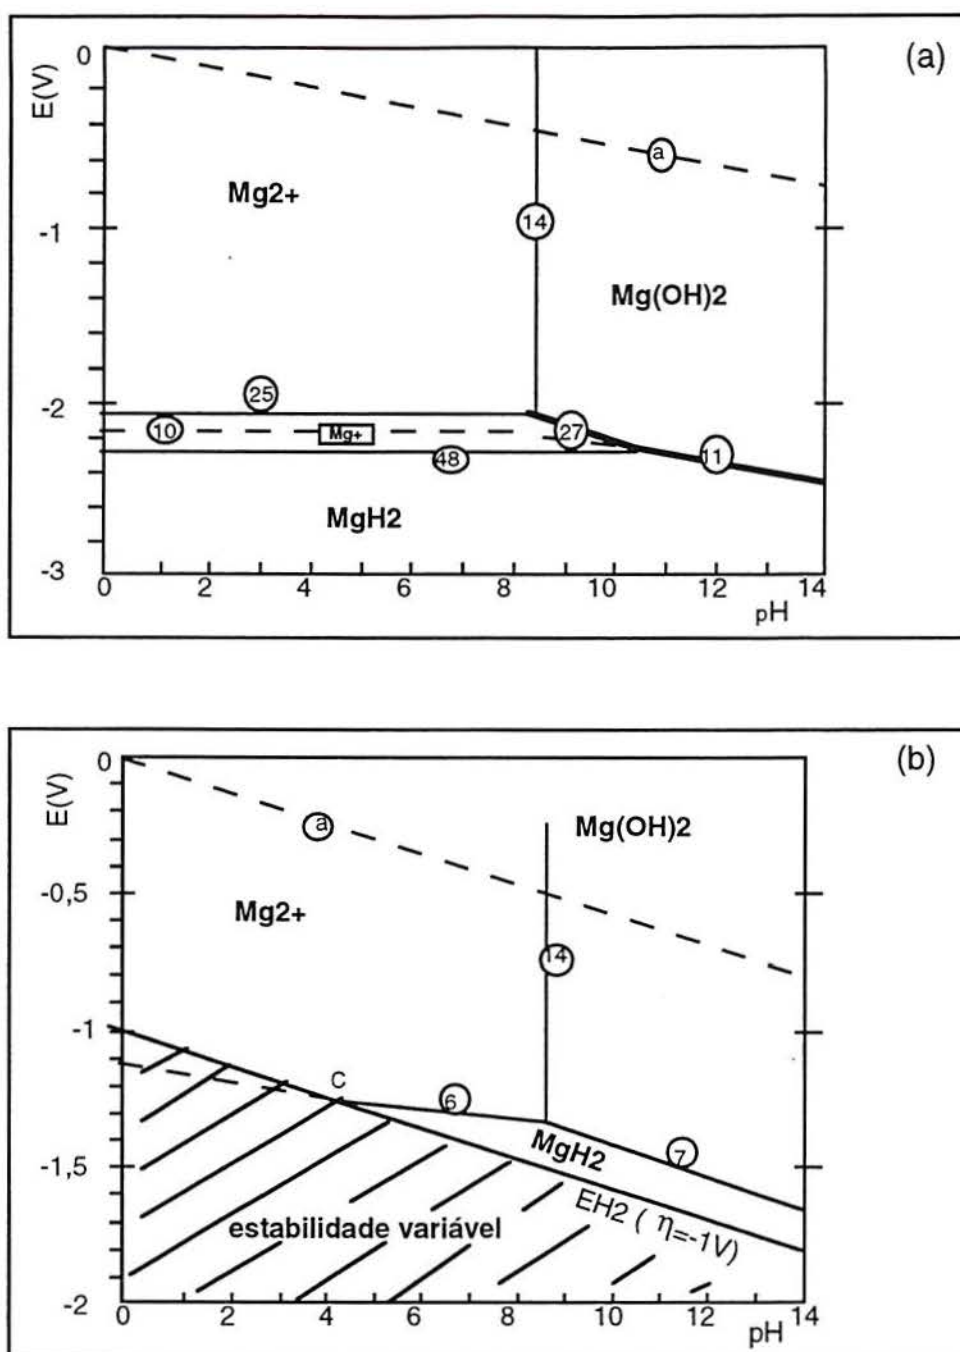 (a)
E(V)
0
a
Mg2+
-1
14
Mg(OH)2
-2
25
10
Mg+
27
11
48
MgH2
-3
0 2 4 6 8 10 12 14
pH
(b)
E(V)
0
a
Mg(OH)2
-0,5
Mg2+
14
-1
C
6
MgH2
7
-1,5
EH2 ( η=-1V)
estabilidade variável
-2
0 2 4 6 8 10 12 14
pH